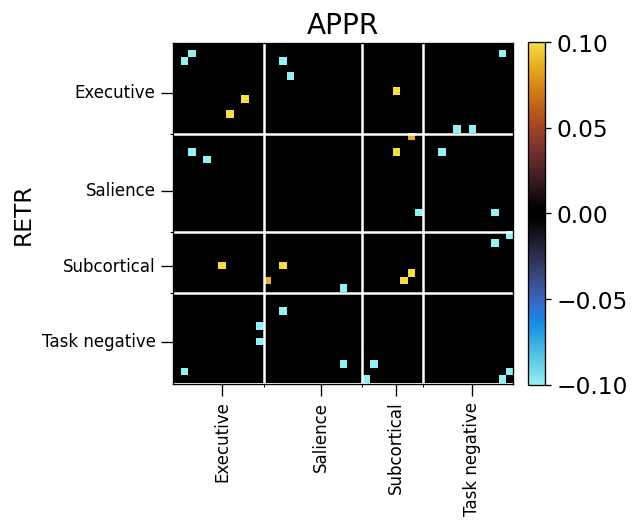 APPR
RETR
Executive
Salience
Subcortical
Task negative
Executive
Salience
Subcortical
Task negative
0.10
0.05
0.00
−0.05
−0.10